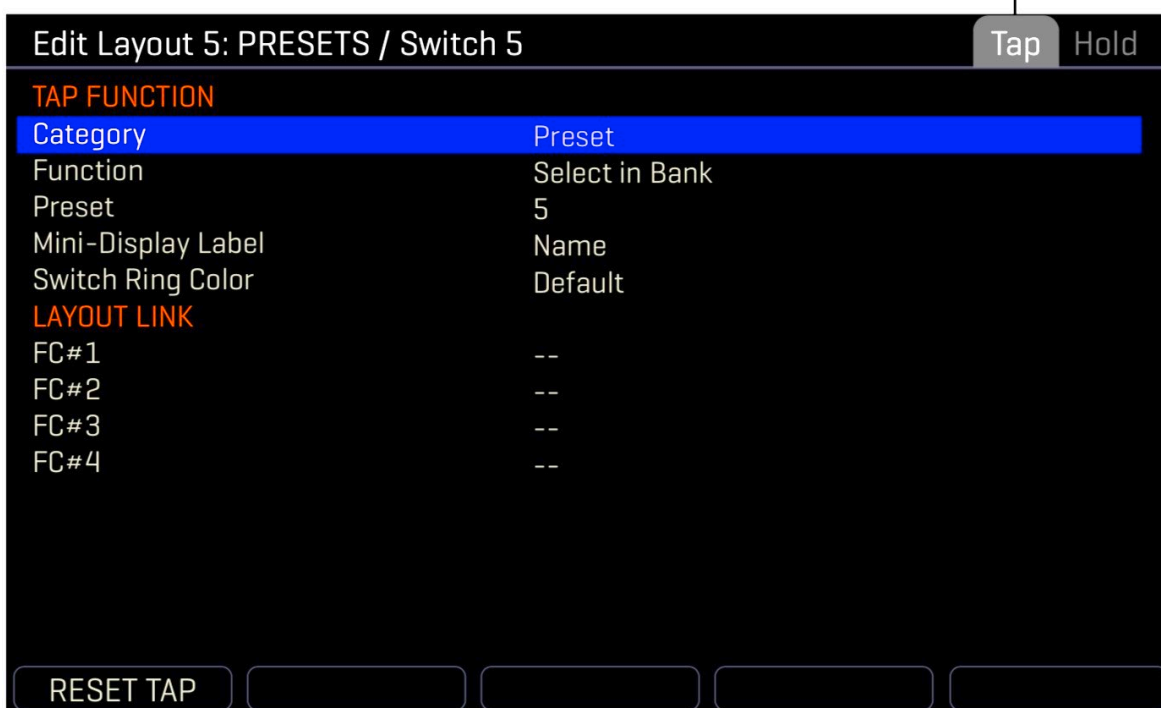 Edit Layout 5: PRESETS / Switch 5 Tap Hold
TAP FUNCTION
Category Preset
Function Select in Bank
Preset 5
Mini-Display Label Name
Switch Ring Color Default
LAYOUT LINK
FC#1 --
FC#2 --
FC#3 --
FC#4 --
RESET TAP